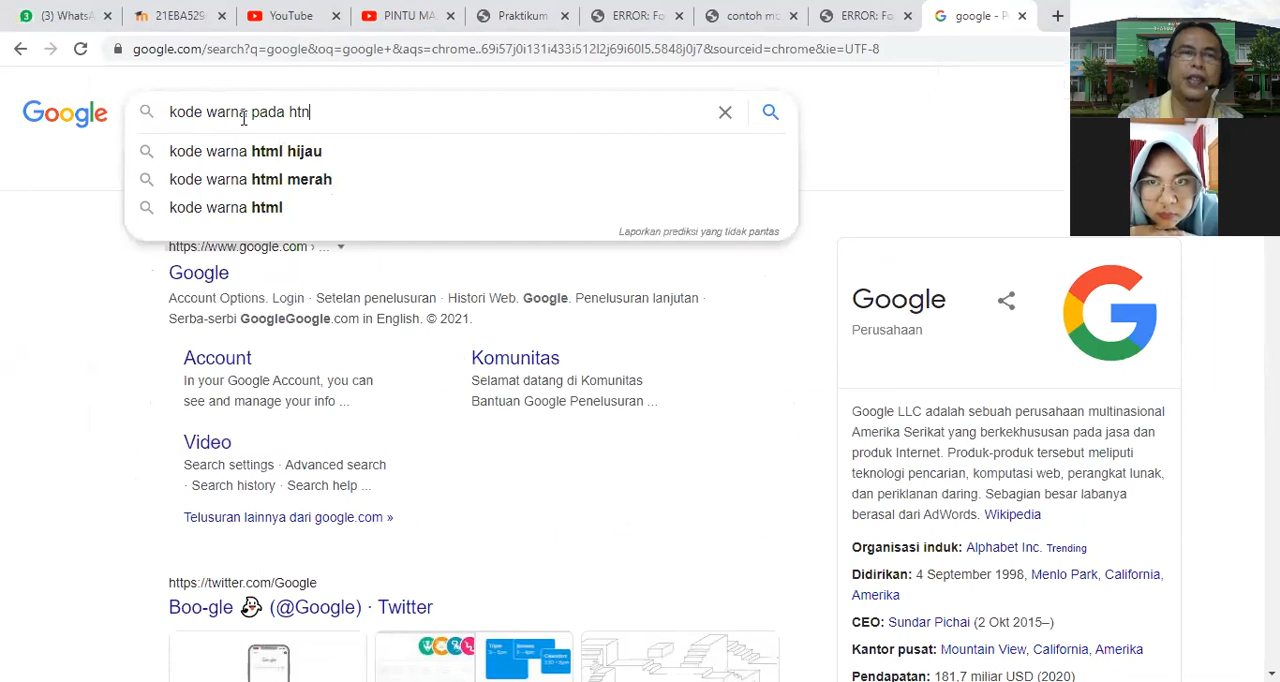 (3) WhatsA
21EBA529
YouTube
PINTU MA
Praktikum
ERROR: Fo
contoh mo
ERROR: Fo
google - P
google.com/search?q=google&oq=google+&aqs=chrome..69i57j0i131i433i512l2j69i60l5.5848j0j7&sourceid=chrome&ie=UTF-8
Google
kode warna pada htn
kode warna html hijau
kode warna html merah
kode warna html
Laporkan prediksi yang tidak pantas
https://www.google.com › ...
Google
Account Options. Login · Setelan penelusuran · Histori Web. Google. Penelusuran lanjutan ·
Serba-serbi GoogleGoogle.com in English. © 2021.
Account
In your Google Account, you can
see and manage your info ...
Komunitas
Selamat datang di Komunitas
Bantuan Google Penelusuran ...
Video
Search settings · Advanced search
· Search history · Search help ...
Telusuran lainnya dari google.com »
https://twitter.com/Google
Boo-gle 👻 (@Google) · Twitter
Google
Perusahaan
Google LLC adalah sebuah perusahaan multinasional
Amerika Serikat yang berkekhususan pada jasa dan
produk Internet. Produk-produk tersebut meliputi
teknologi pencarian, komputasi web, perangkat lunak,
dan periklanan daring. Sebagian besar labanya
berasal dari AdWords. Wikipedia
Organisasi induk: Alphabet Inc. Trending
Didirikan: 4 September 1998, Menlo Park, California,
Amerika
CEO: Sundar Pichai (2 Okt 2015–)
Kantor pusat: Mountain View, California, Amerika
Pendapatan: 181,7 miliar USD (2020)